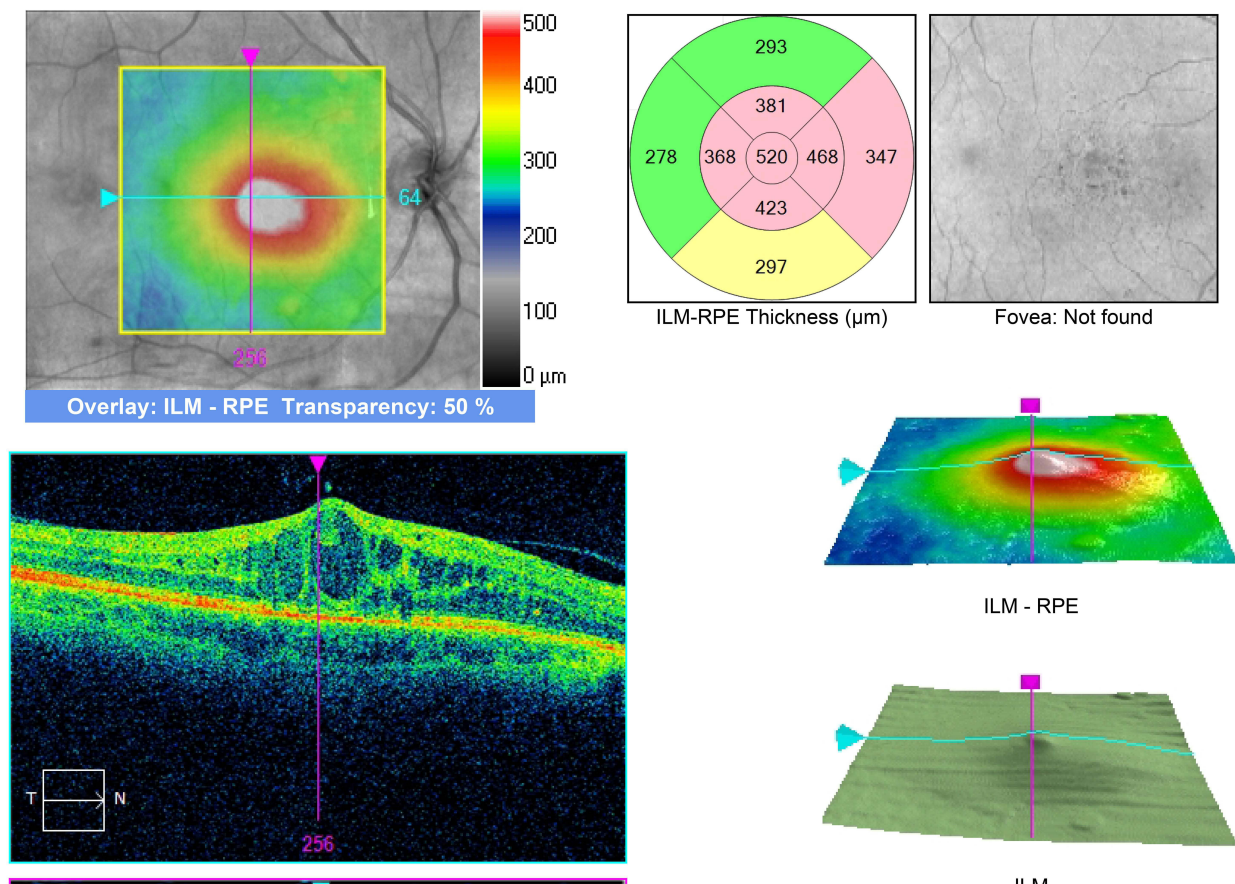 500
400
300
200
100
0 µm
64
256
Overlay: ILM - RPE Transparency: 50 %
293
381
278
368
520
468
347
423
297
ILM-RPE Thickness (µm)
Fovea: Not found
T
N
256
ILM - RPE
ILM